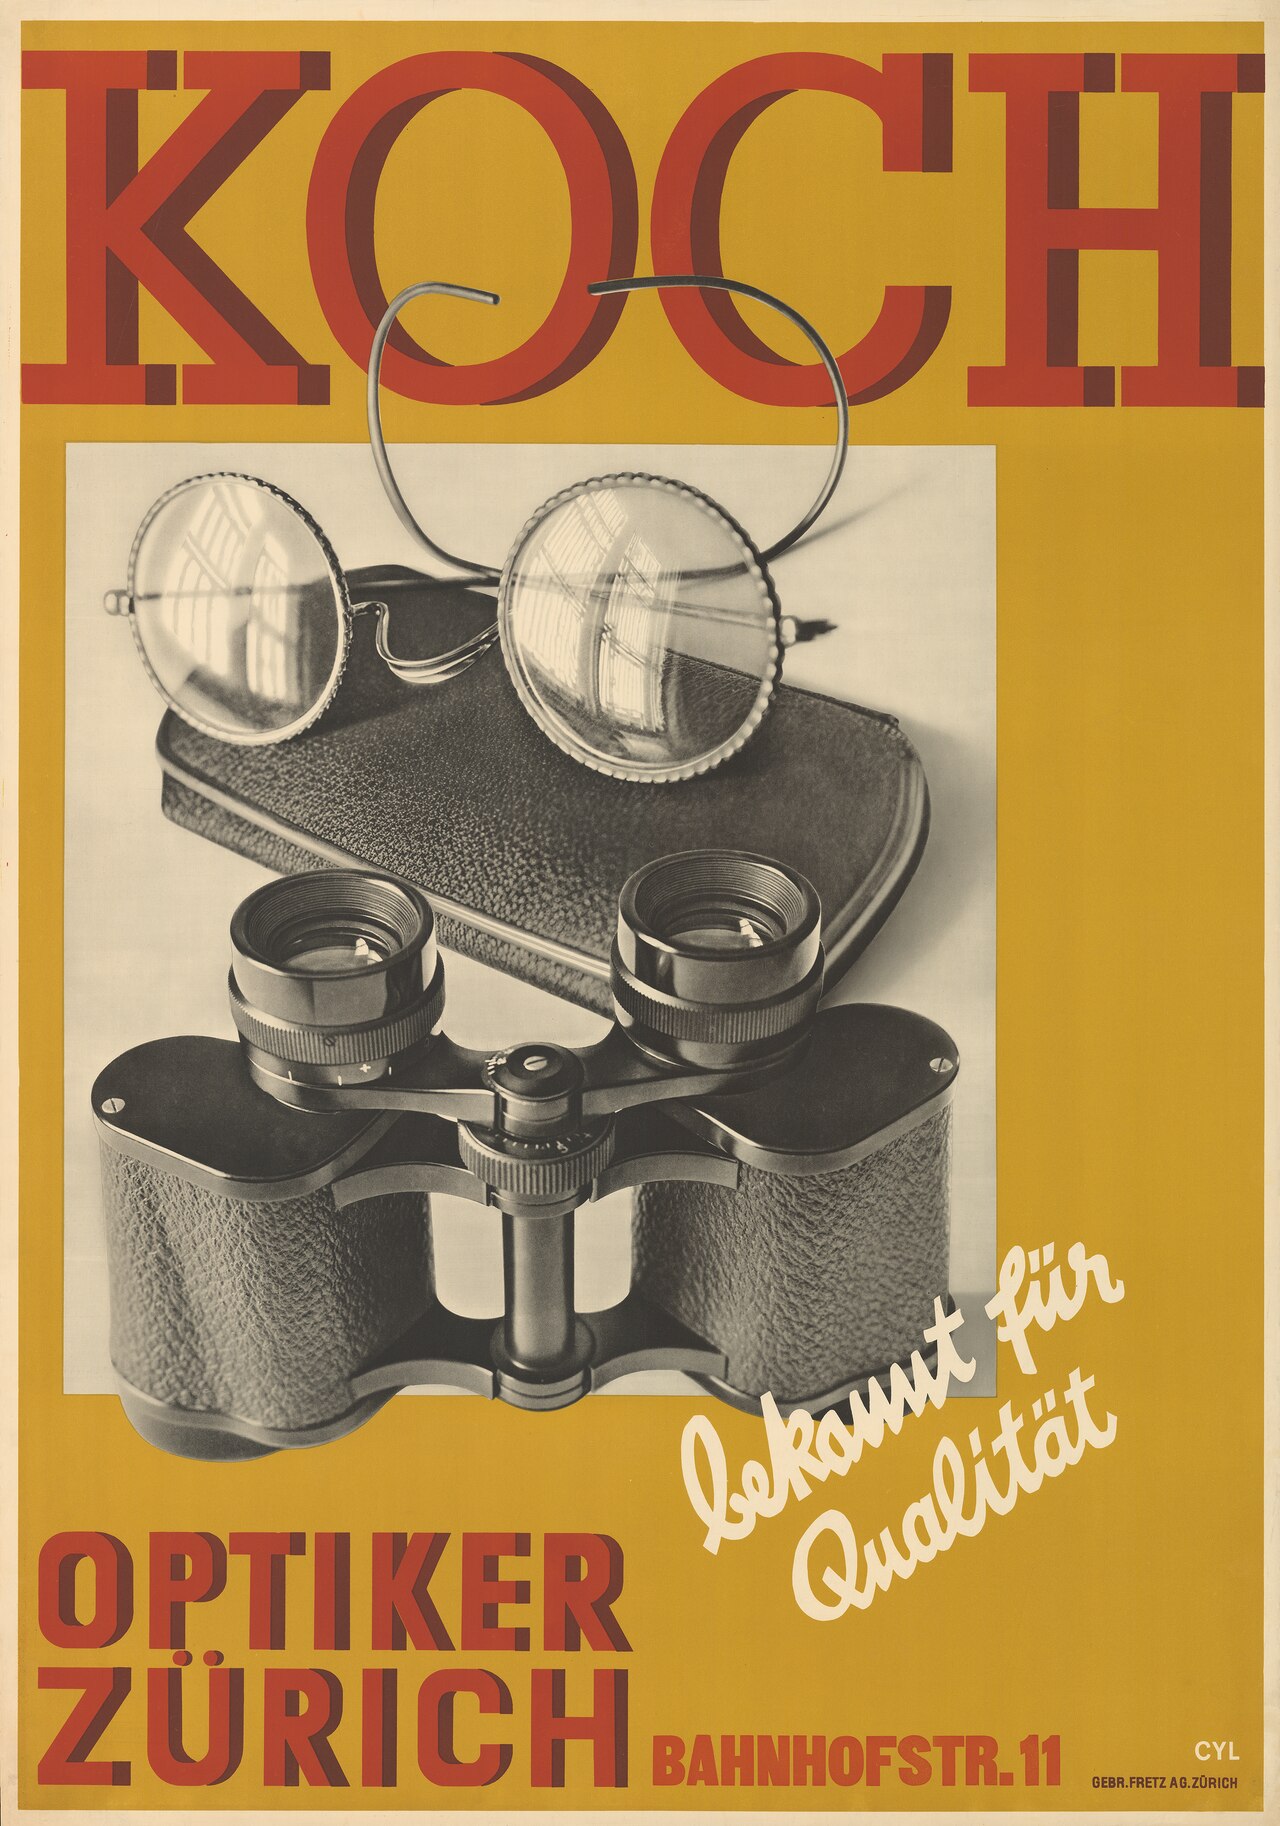 KOCH
bekannt für
Qualität
OPTIKER
ZÜRICH
BAHNHOFSTR. 11
CYL
GEBR. FRETZ AG. ZÜRICH